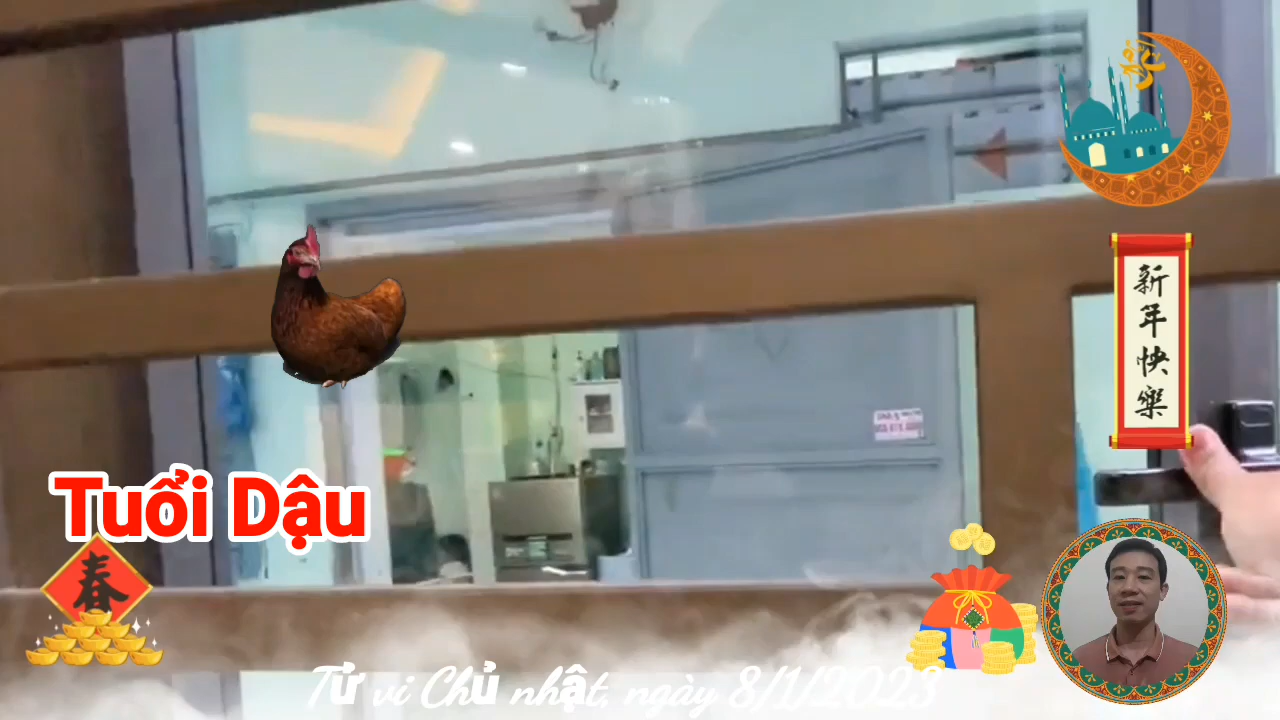 新年快樂
Tuổi Dậu
春
Tử vi Chủ nhật, ngày 8/1/2023